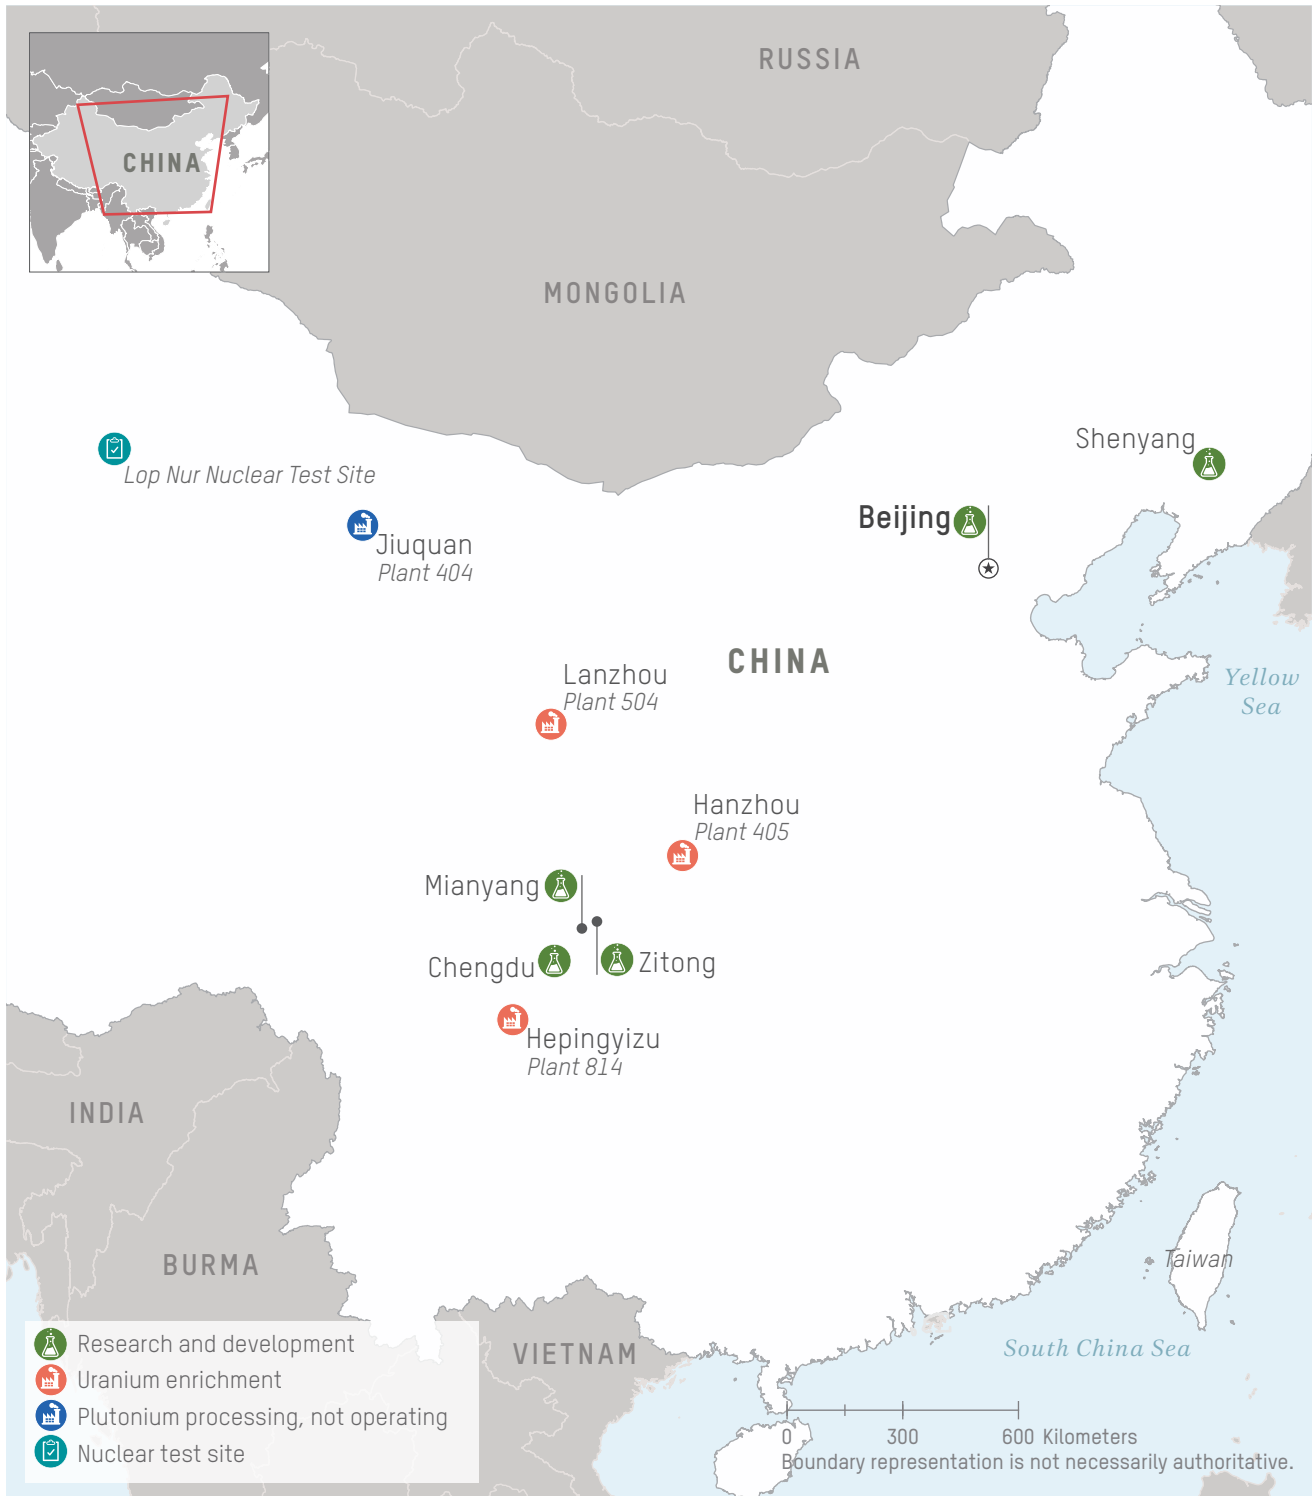 RUSSIA
CHINA
MONGOLIA
Shenyang
Lop Nur Nuclear Test Site
Beijing
Jiuquan
Plant 404
CHINA
Lanzhou
Plant 504
Yellow
Sea
Hanzhou
Plant 405
Mianyang
Chengdu
Zitong
Hepingyizu
Plant 814
INDIA
BURMA
Taiwan
VIETNAM
South China Sea
Research and development
Uranium enrichment
Plutonium processing, not operating
Nuclear test site
0 300 600 Kilometers
Boundary representation is not necessarily authoritative.